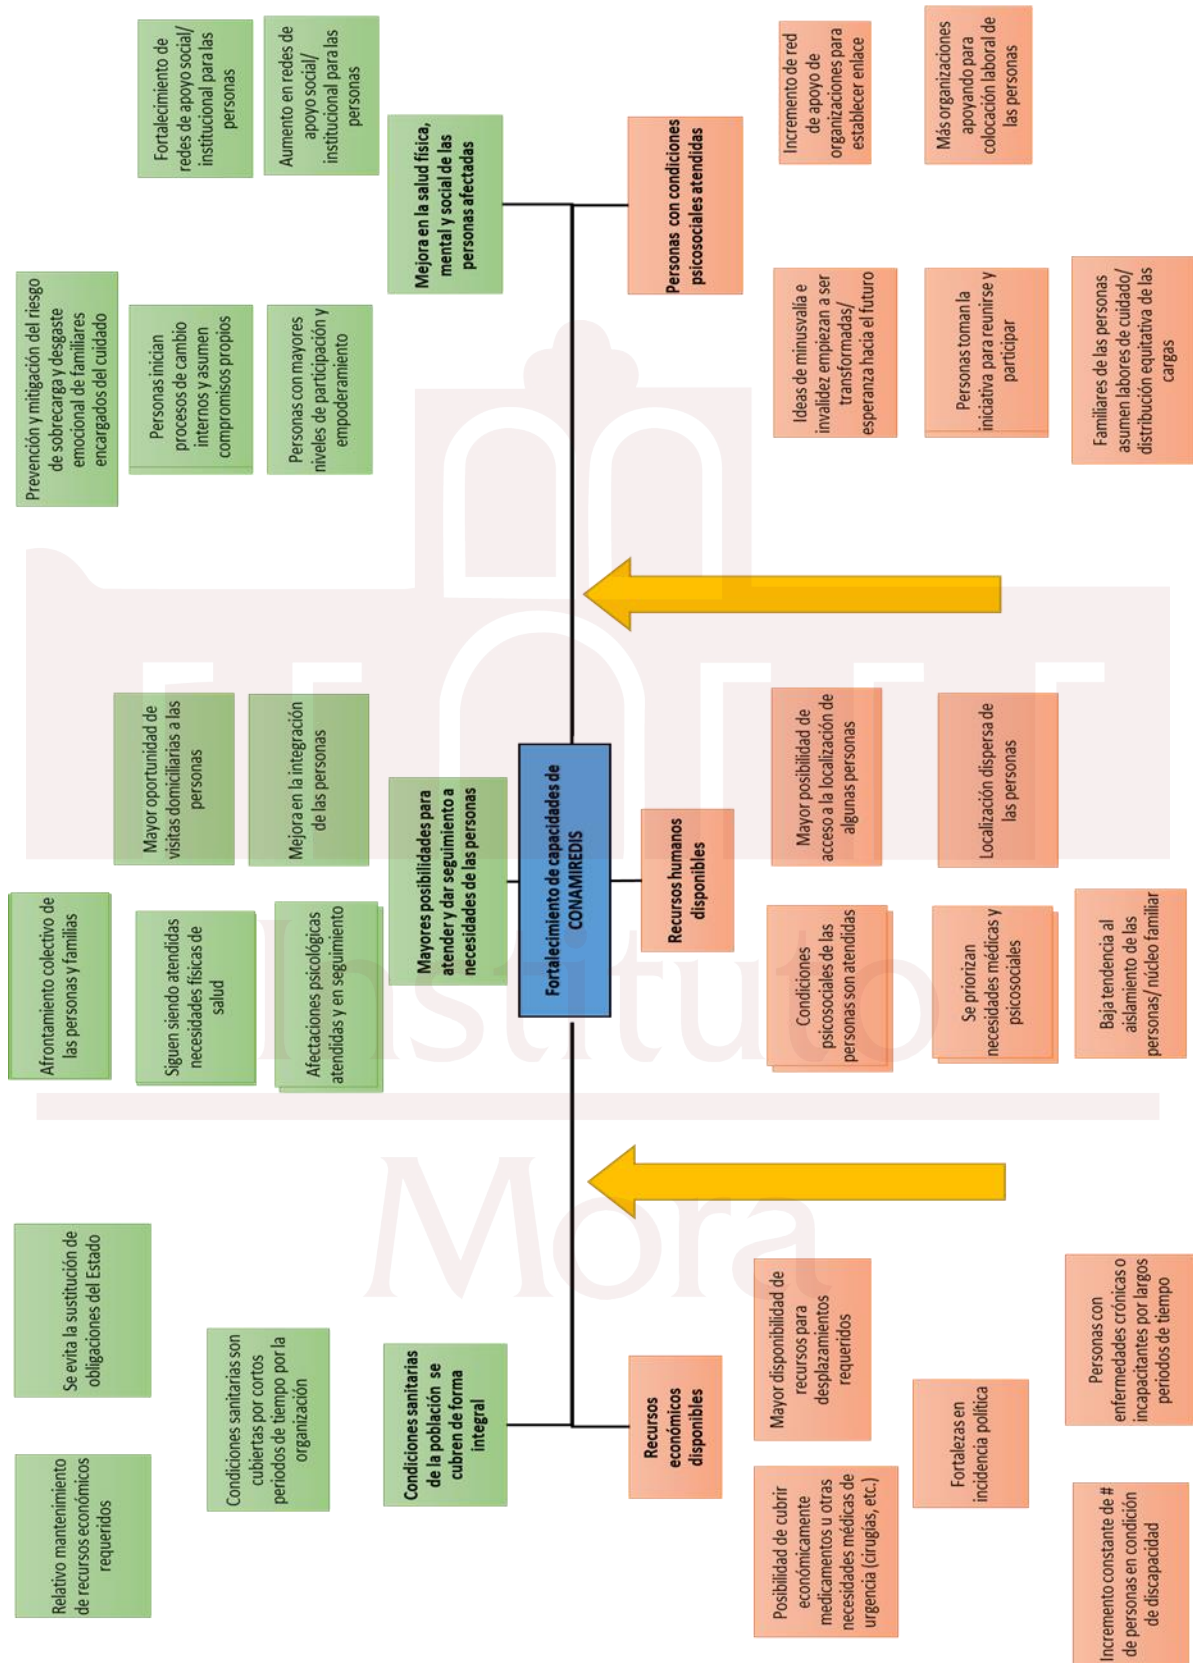 Relativo mantenimiento
de recursos económicos
requeridos
Se evita la sustitución de
obligaciones del Estado
Condiciones sanitarias son
cubiertas por cortos
periodos de tiempo por la
organización
Condiciones sanitarias
de la población se
cubren de forma
integral
Afrontamiento colectivo de
las personas y familias
Siguen siendo atendidas
necesidades físicas de
salud
Afectaciones psicológicas
atendidas y en seguimiento
Mayor oportunidad de
visitas domiciliarias a las
personas
Mejora en la integración
de las personas
Mayores posibilidades para
atender y dar seguimiento a
necesidades de las personas
Prevención y mitigación del riesgo
de sobrecarga y desgaste
emocional de familiares
encargados del cuidado
Personas inician
procesos de cambio
internos y asumen
compromisos propios
Personas con mayores
niveles de participación y
empoderamiento
Fortalecimiento de
redes de apoyo social/
institucional para las
personas
Aumento en redes de
apoyo social/
institucional para las
personas
Mejora en la salud física,
mental y social de las
personas afectadas
Fortalecimiento de capacidades de
CONAMIREDIS
Recursos
económicos
disponibles
Posibilidad de cubrir
económicamente
medicamentos u otras
necesidades médicas de
urgencia (cirugías, etc.)
Mayor disponibilidad de
recursos para
desplazamientos
requeridos
Fortalezas en
incidencia política
Incremento constante de #
de personas en condición
de discapacidad
Personas con
enfermedades crónicas o
incapacitantes por largos
periodos de tiempo
Recursos humanos
disponibles
Condiciones
psicosociales de las
personas son atendidas
Mayor posibilidad de
acceso a la localización de
algunas personas
Se priorizan
necesidades médicas y
psicosociales
Localización dispersa de
las personas
Baja tendencia al
aislamiento de las
personas/ núcleo familiar
Personas con condiciones
psicosociales atendidas
Ideas de minusvalía e
invalidez empiezan a ser
transformadas/
esperanza hacia el futuro
Incremento de red
de apoyo de
organizaciones para
establecer enlace
Personas toman la
iniciativa para reunirse y
participar
Más organizaciones
apoyando para
colocación laboral de
las personas
Familiares de las personas
asumen labores de cuidado/
distribución equitativa de las
cargas
Instituto
Mora